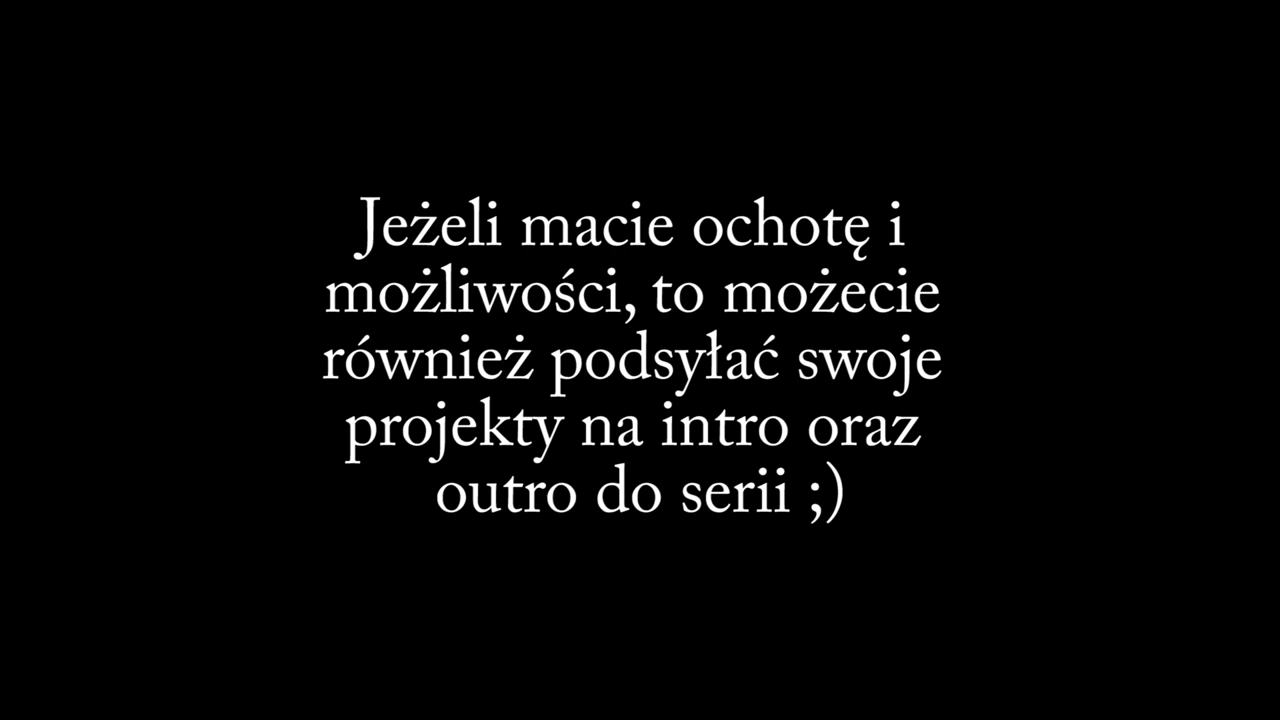 Jeżeli macie ochotę i
możliwości, to możecie
również podsyłać swoje
projekty na intro oraz
outro do serii ;)